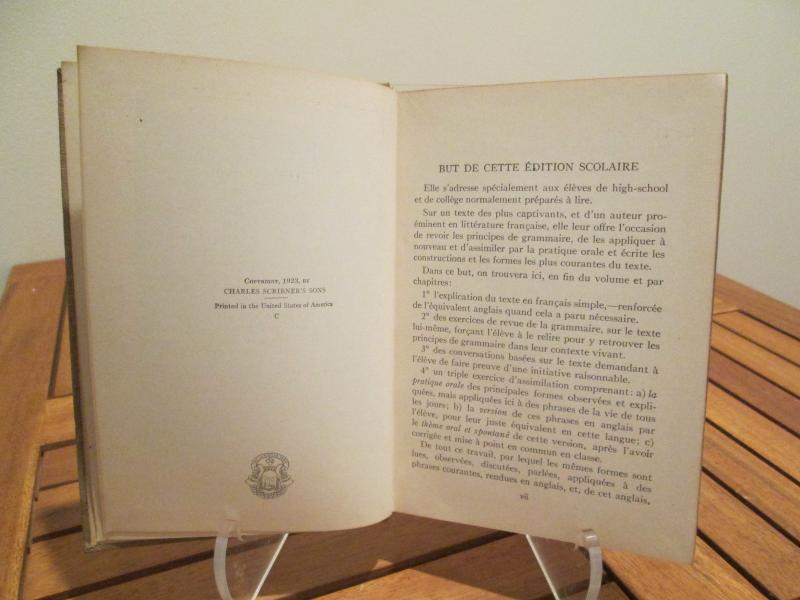 Copyright, 1923, by
CHARLES SCRIBNER'S SONS
Printed in the United States of America
C
BUT DE CETTE ÉDITION SCOLAIRE
Elle s'adresse spécialement aux élèves de high-school
et de collège normalement préparés à lire.
Sur un texte des plus captivants, et d'un auteur pro-
éminent en littérature française, elle leur offre l'occasion
de revoir les principes de grammaire, de les appliquer à
nouveau et d'assimiler par la pratique orale et écrite les
constructions et les formes les plus courantes du texte.
Dans ce but, on trouvera ici, en fin du volume et par
chapitres:
1° l'explication du texte en français simple,—renforcée
de l'équivalent anglais quand cela a paru nécessaire.
2° des exercices de revue de la grammaire, sur le texte
lui-même, forçant l'élève à le relire pour y retrouver les
principes de grammaire dans leur contexte vivant.
3° des conversations basées sur le texte demandant à
l'élève de faire preuve d'une initiative raisonnable.
4° un triple exercice d'assimilation comprenant: a) la
pratique orale des principales formes observées et expli-
quées, mais appliquées ici à des phrases de la vie de tous
les jours; b) la version de ces phrases en anglais par
l'élève, pour leur juste équivalent en cette langue; c)
le thème oral et spontané de cette version, après l'avoir
corrigée et mise à point en commun en classe.
De tout ce travail, par lequel les mêmes formes sont
lues, observées, discutées, parlées, appliquées à des
phrases courantes, rendues en anglais, et, de cet anglais,
vii